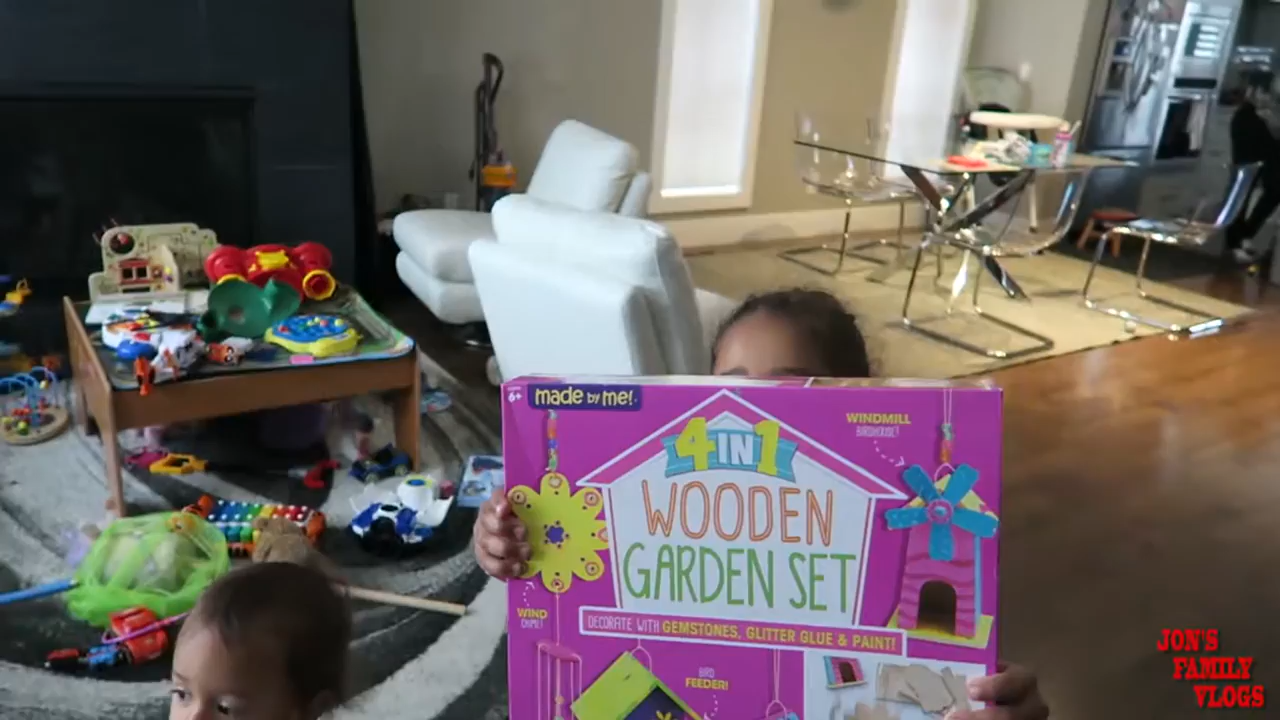 6+
made by me!
4 IN 1
WOODEN
GARDEN SET
DECORATE WITH GEMSTONES, GLITTER GLUE & PAINT!
WINDMILL
BIRDHOUSE!
WIND
CHIME!
BIRD
FEEDER!
JON'S
FAMILY
VLOGS